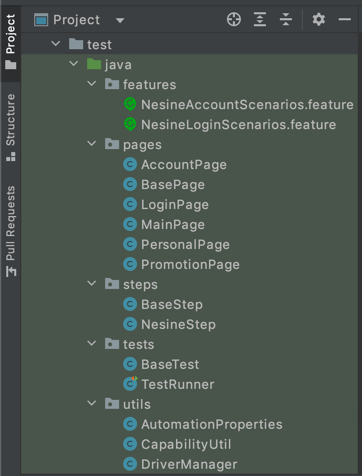 Project
Project
Structure
Pull Requests
test
java
features
NesineAccountScenarios.feature
NesineLoginScenarios.feature
pages
AccountPage
BasePage
LoginPage
MainPage
PersonalPage
PromotionPage
steps
BaseStep
NesineStep
tests
BaseTest
TestRunner
utils
AutomationProperties
CapabilityUtil
DriverManager